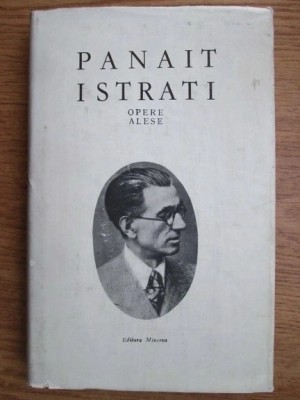 PANAIT
ISTRATI
OPERE
ALESE
Editura Minerva